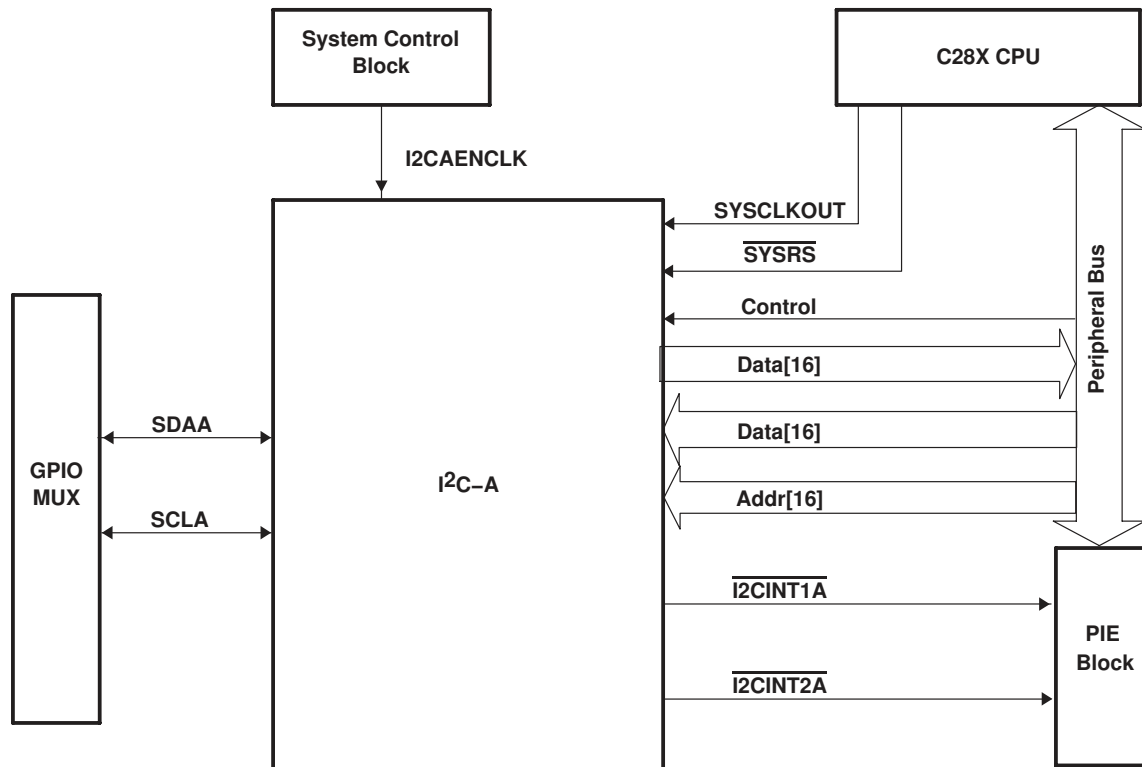 System Control
Block
C28X CPU
I2CAENCLK
SYSCLKOUT
SYSRS
Control
Data[16]
Data[16]
Addr[16]
Peripheral Bus
SDAA
SCLA
GPIO
MUX
I²C–A
I2CINT1A
I2CINT2A
PIE
Block